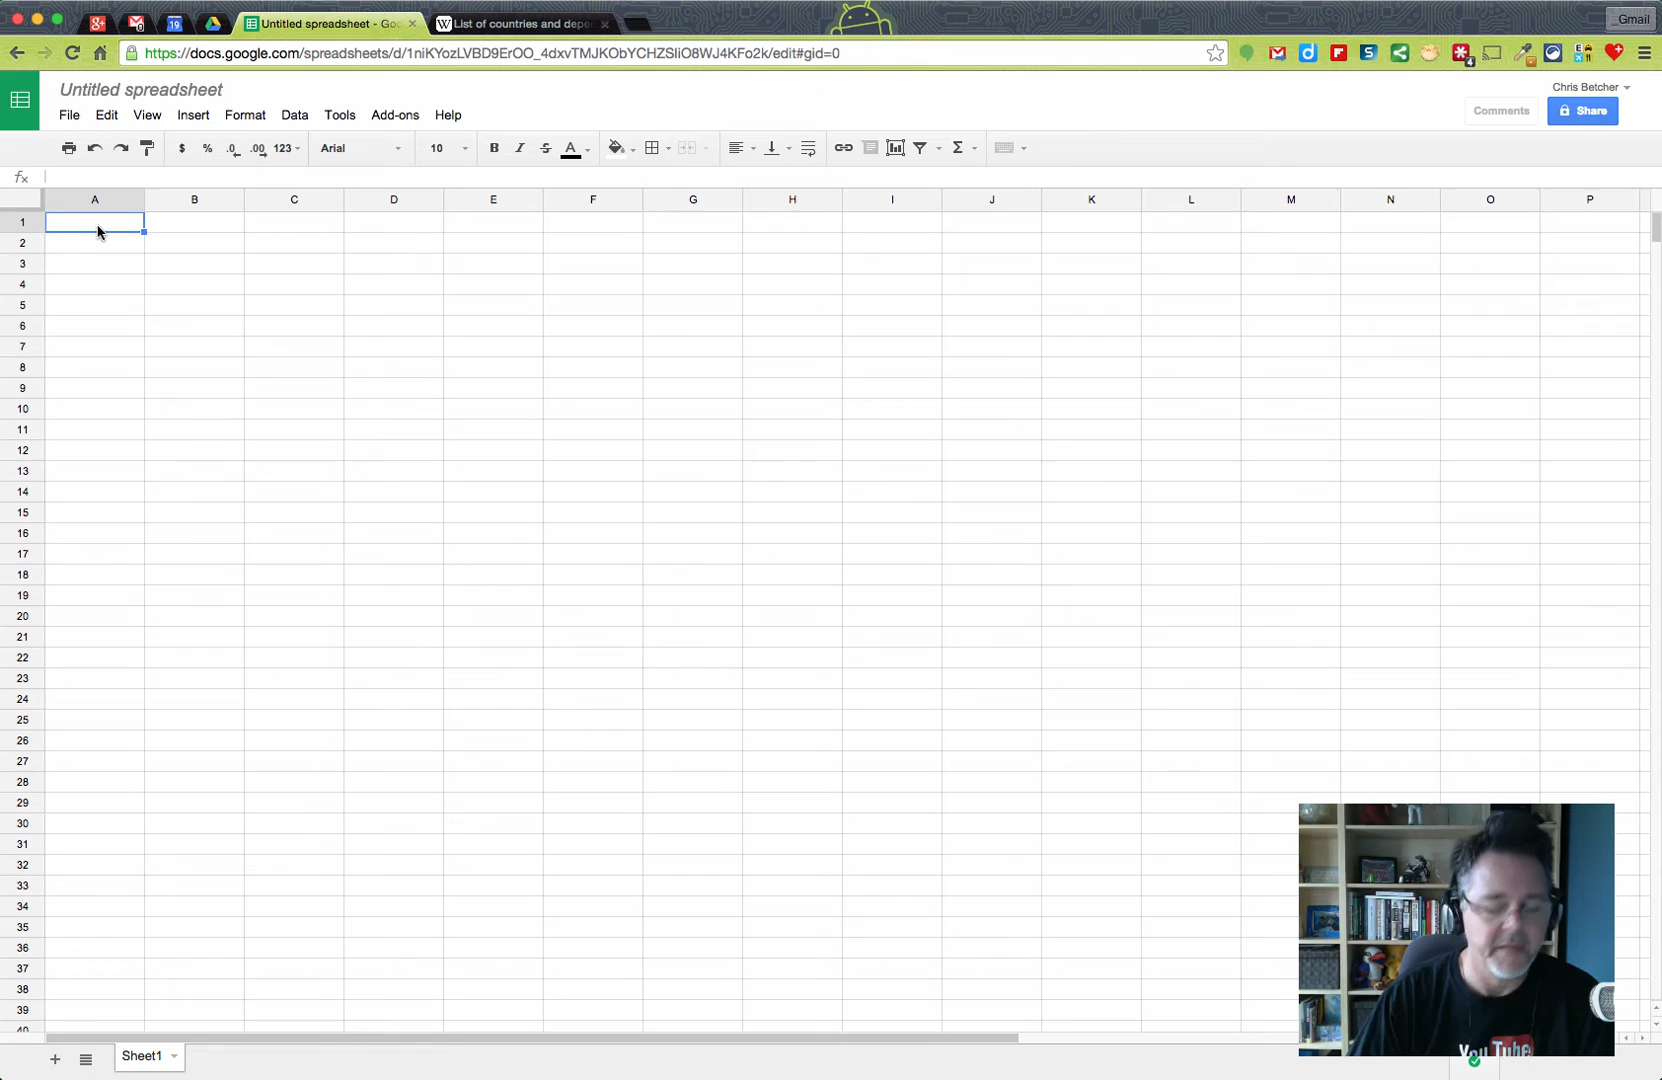 Untitled spreadsheet - Goo
List of countries and depe
_Gmail
https://docs.google.com/spreadsheets/d/1niKYozLVBD9ErOO_4dxvTMJKObYCHZSIiO8WJ4KFo2k/edit#gid=0
Untitled spreadsheet
Chris Betcher
File Edit View Insert Format Data Tools Add-ons Help
Comments
Share
$ % .0 .00 123 Arial 10 B I S A Σ
fx
A B C D E F G H I J K L M N O P
1
2
3
4
5
6
7
8
9
10
11
12
13
14
15
16
17
18
19
20
21
22
23
24
25
26
27
28
29
30
31
32
33
34
35
36
37
38
39
40
YouTube
+ Sheet1